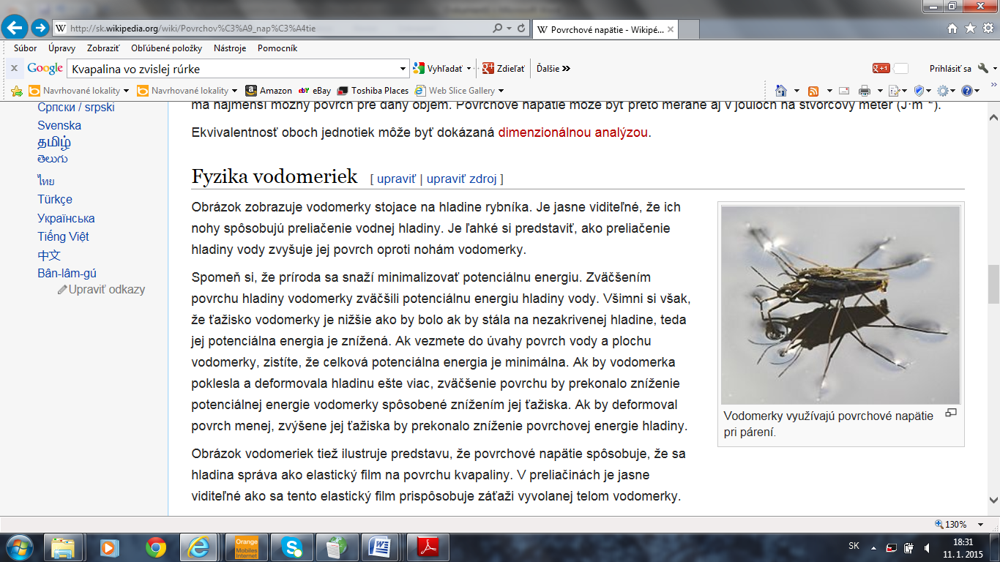 http://sk.wikipedia.org/wiki/Povrchov%C3%A9_nap%C3%A4tie
Povrchové napätie - Wikipé...
Súbor Úpravy Zobraziť Obľúbené položky Nástroje Pomocník
Google Kvapalina vo zvislej rúrke Vyhľadať Zdieľať Ďalšie Prihlásiť sa
Navrhované lokality Navrhované lokality Amazon eBay Toshiba Places Web Slice Gallery
Српски / srpski
Svenska
தமிழ்
తెలుగు
ไทย
Türkçe
Українська
Tiếng Việt
中文
Bân-lâm-gú
Upraviť odkazy
má najmenší možný povrch pre daný objem. Povrchové napätie môže byť preto merané aj v jouloch na štvorcový meter (J·m⁻²).
Ekvivalentnosť oboch jednotiek môže byť dokázaná dimenzionálnou analýzou.
Fyzika vodomeriek [ upraviť | upraviť zdroj ]
Obrázok zobrazuje vodomerky stojace na hladine rybníka. Je jasne viditeľné, že ich
nohy spôsobujú preliačenie vodnej hladiny. Je ľahké si predstaviť, ako preliačenie
hladiny vody zvyšuje jej povrch oproti nohám vodomerky.
Spomeň si, že príroda sa snaží minimalizovať potenciálnu energiu. Zväčšením
povrchu hladiny vodomerky zväčšili potenciálnu energiu hladiny vody. Všimni si však,
že ťažisko vodomerky je nižšie ako by bolo ak by stála na nezakrivenej hladine, teda
jej potenciálna energia je znížená. Ak vezmete do úvahy povrch vody a plochu
vodomerky, zistíte, že celková potenciálna energia je minimálna. Ak by vodomerka
poklesla a deformovala hladinu ešte viac, zväčšenie povrchu by prekonalo zníženie
potenciálnej energie vodomerky spôsobené znížením jej ťažiska. Ak by deformoval
povrch menej, zvýšene jej ťažiska by prekonalo zníženie povrchovej energie hladiny.
Obrázok vodomeriek tiež ilustruje predstavu, že povrchové napätie spôsobuje, že sa
hladina správa ako elastický film na povrchu kvapaliny. V preliačinách je jasne
viditeľné ako sa tento elastický film prispôsobuje záťaži vyvolanej telom vodomerky.
Vodomerky využívajú povrchové napätie
pri párení.
130%
Orange
Mobilný
Internet
SK
18:31
11. 1. 2015